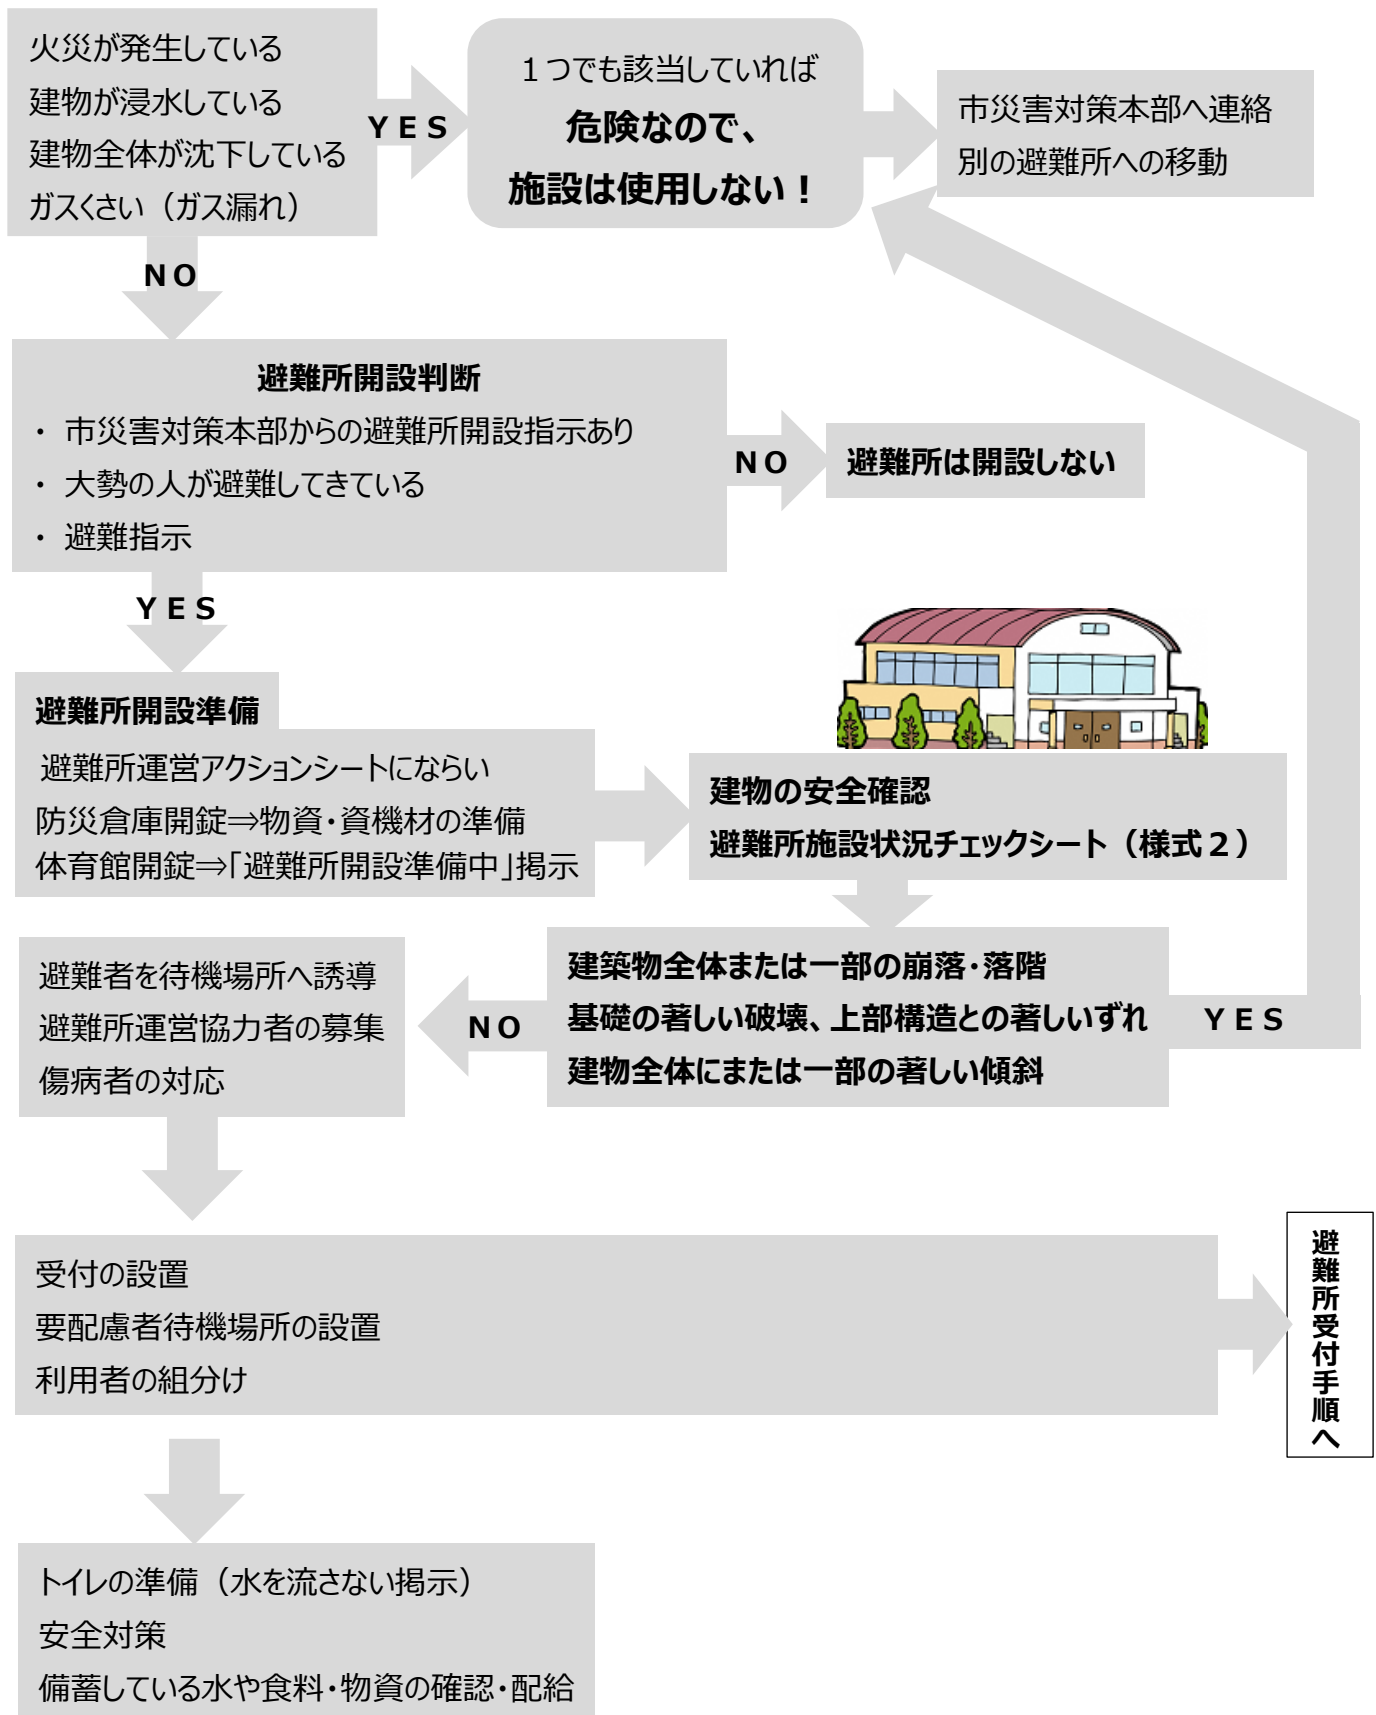 火災が発生している
建物が浸水している
建物全体が沈下している
ガスくさい（ガス漏れ）
ＹＥＳ
１つでも該当していれば
危険なので、
施設は使用しない！
市災害対策本部へ連絡
別の避難所への移動
ＮＯ
避難所開設判断
・ 市災害対策本部からの避難所開設指示あり
・ 大勢の人が避難してきている
・ 避難指示
ＮＯ
避難所は開設しない
ＹＥＳ
避難所開設準備
避難所運営アクションシートにならい
防災倉庫開錠⇒物資・資機材の準備
体育館開錠⇒「避難所開設準備中」掲示
建物の安全確認
避難所施設状況チェックシート（様式２）
建築物全体または一部の崩落・落階
基礎の著しい破壊、上部構造との著しいずれ
建物全体にまたは一部の著しい傾斜
ＹＥＳ
ＮＯ
避難者を待機場所へ誘導
避難所運営協力者の募集
傷病者の対応
受付の設置
要配慮者待機場所の設置
利用者の組分け
避難所受付手順へ
トイレの準備（水を流さない掲示）
安全対策
備蓄している水や食料・物資の確認・配給